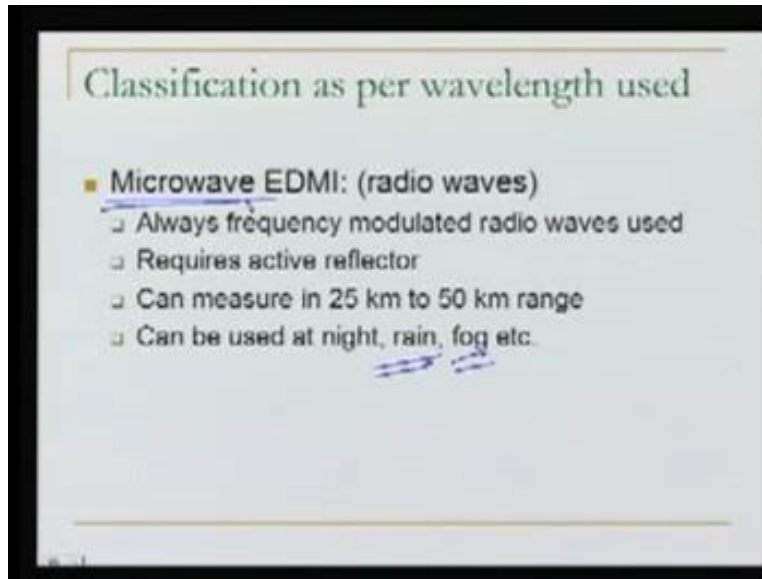 Classification as per wavelength used
Microwave EDMI: (radio waves)
Always frequency modulated radio waves used
Requires active reflector
Can measure in 25 km to 50 km range
Can be used at night, rain, fog etc.